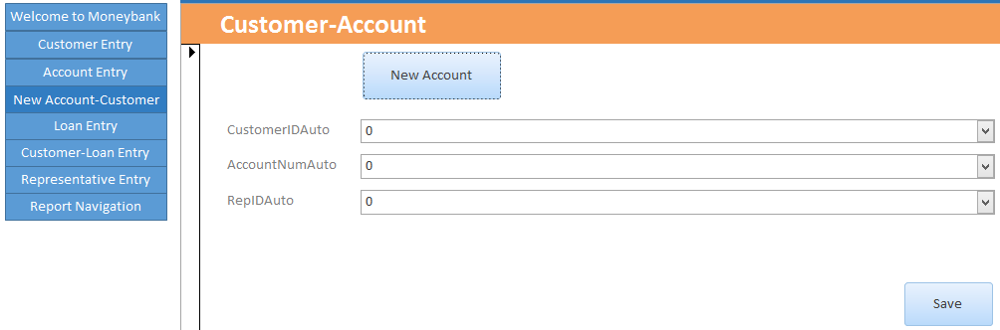 Welcome to Moneybank
Customer Entry
Account Entry
New Account-Customer
Loan Entry
Customer-Loan Entry
Representative Entry
Report Navigation
Customer-Account
New Account
CustomerIDAuto 0
AccountNumAuto 0
RepIDAuto 0
Save